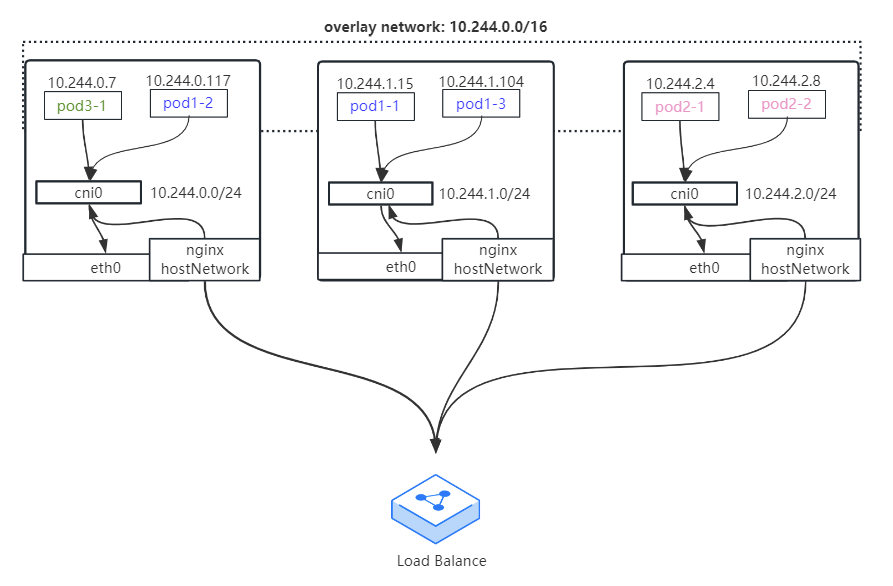 overlay network: 10.244.0.0/16
10.244.0.7
10.244.0.117
pod3-1
pod1-2
cni0
10.244.0.0/24
nginx
hostNetwork
eth0
10.244.1.15
10.244.1.104
pod1-1
pod1-3
cni0
10.244.1.0/24
nginx
hostNetwork
eth0
10.244.2.4
10.244.2.8
pod2-1
pod2-2
cni0
10.244.2.0/24
nginx
hostNetwork
eth0
Load Balance